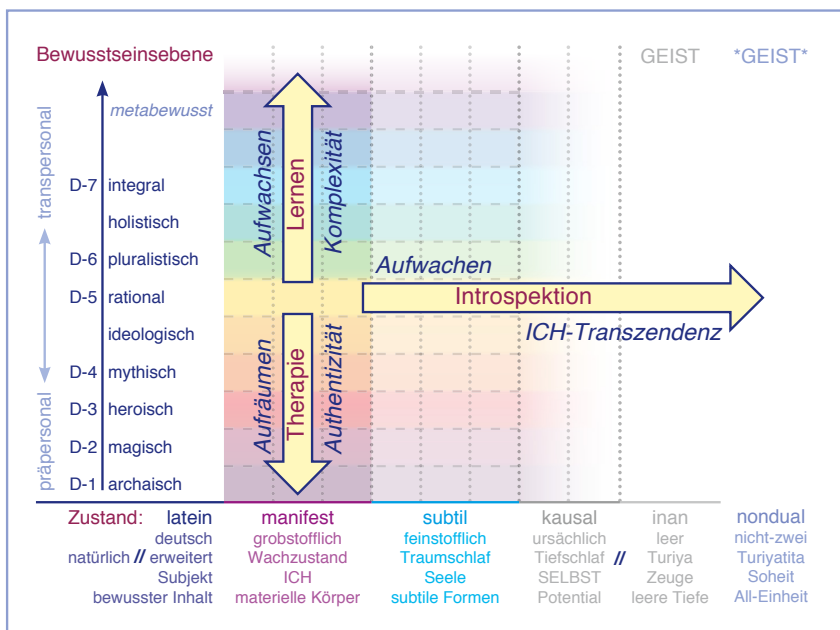 Bewusstseinsebene GEIST *GEIST*
metabewusst
transpersonal
präpersonal
D-7 integral
holistisch
D-6 pluralistisch
D-5 rational
ideologisch
D-4 mythisch
D-3 heroisch
D-2 magisch
D-1 archaisch
Aufwachsen
Lernen
Komplexität
Aufräumen
Therapie
Authentizität
Aufwachen
Introspektion
ICH-Transzendenz
Zustand: latein manifest subtil kausal inan nondual
deutsch grobstofflich feinstofflich ursächlich leer nicht-zwei
natürlich // erweitert Wachzustand Traumschlaf Tiefschlaf // Turiya Turiyatita
Subjekt ICH Seele SELBST Zeuge Soheit
bewusster Inhalt materielle Körper subtile Formen Potential leere Tiefe All-Einheit